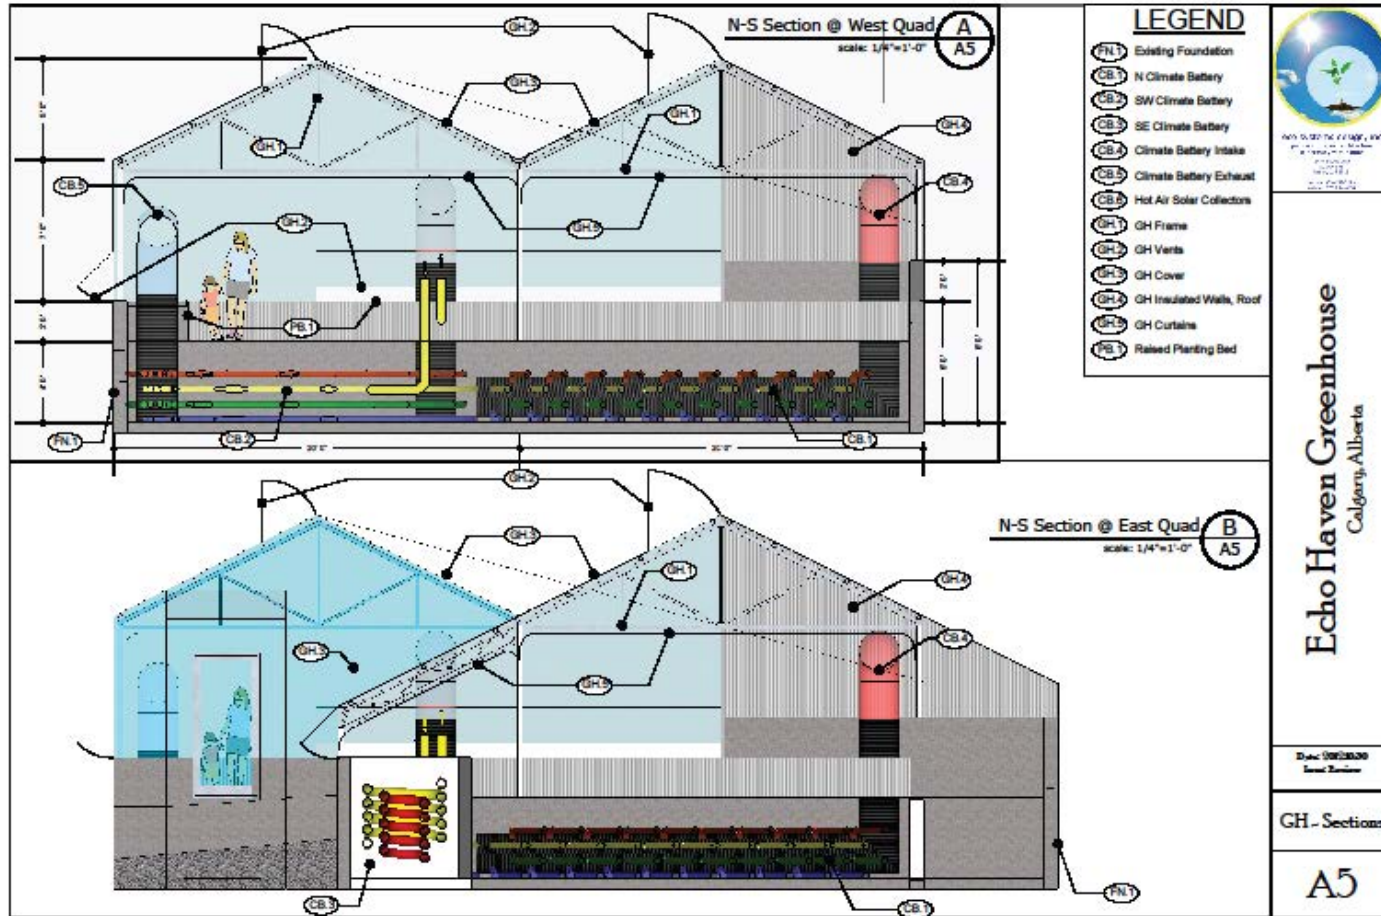 N-S Section @ West Quad
scale: 1/4"=1'-0"
A
A5
LEGEND
FN.1 Existing Foundation
CB.1 N Climate Battery
CB.2 SW Climate Battery
CB.3 SE Climate Battery
CB.4 Climate Battery Intake
CB.5 Climate Battery Exhaust
CB.6 Hot Air Solar Collectors
GH.1 GH Frame
GH.2 GH Vents
GH.3 GH Cover
GH.4 GH Insulated Walls, Roof
GH.5 GH Curtains
PB.1 Raised Planting Bed
GH.2
GH.3
GH.1
GH.1
GH.4
CB.5
CB.4
GH.2
GH.5
PB.1
FN.1
CB.2
CB.1
20'0"
20'0"
GH.2
N-S Section @ East Quad
scale: 1/4"=1'-0"
B
A5
GH.3
GH.1
GH.4
GH.3
CB.4
GH.5
CB.3
CB.1
FN.1
Echo Haven Greenhouse
Calgary, Alberta
GH - Sections
A5